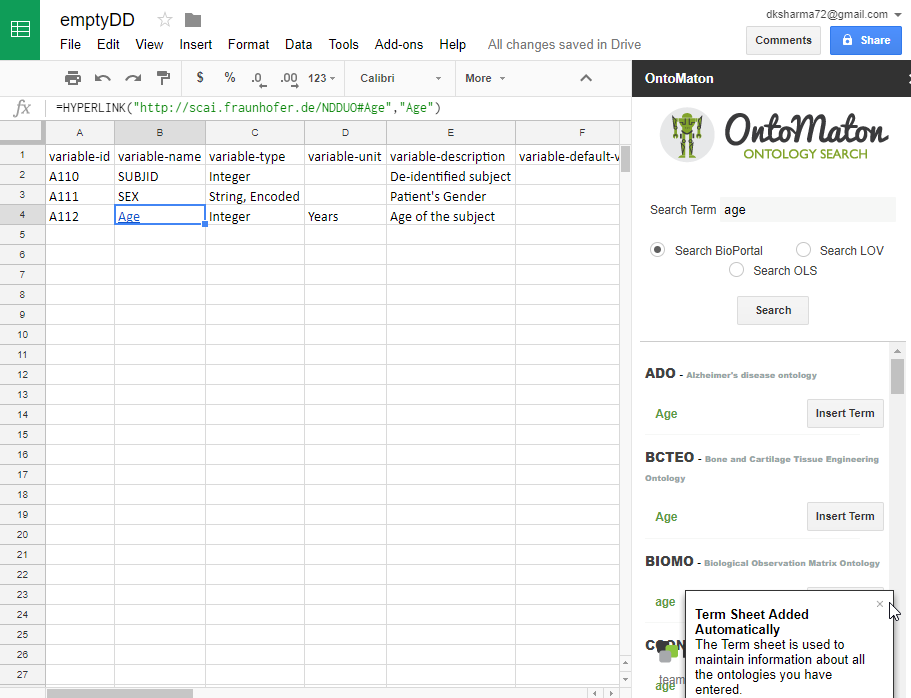 emptyDD
dksharma72@gmail.com
File Edit View Insert Format Data Tools Add-ons Help All changes saved in Drive
Comments Share
$ % .0 .00 123 Calibri More
OntoMaton
fx =HYPERLINK("http://scai.fraunhofer.de/NDDUO#Age","Age")
A B C D E F
1 variable-id variable-name variable-type variable-unit variable-description variable-default-v
2 A110 SUBJID Integer De-identified subject
3 A111 SEX String, Encoded Patient's Gender
4 A112 Age Integer Years Age of the subject
5
6
7
8
9
10
11
12
13
14
15
16
17
18
19
20
21
22
23
24
25
26
27
OntoMaton
ONTOLOGY SEARCH
Search Term age
Search BioPortal Search LOV
Search OLS
Search
ADO - Alzheimer's disease ontology
Age Insert Term
BCTEO - Bone and Cartilage Tissue Engineering
Ontology
Age Insert Term
BIOMO - Biological Observation Matrix Ontology
age
team
age
Term Sheet Added
Automatically
The Term sheet is used to
maintain information about all
the ontologies you have
entered.